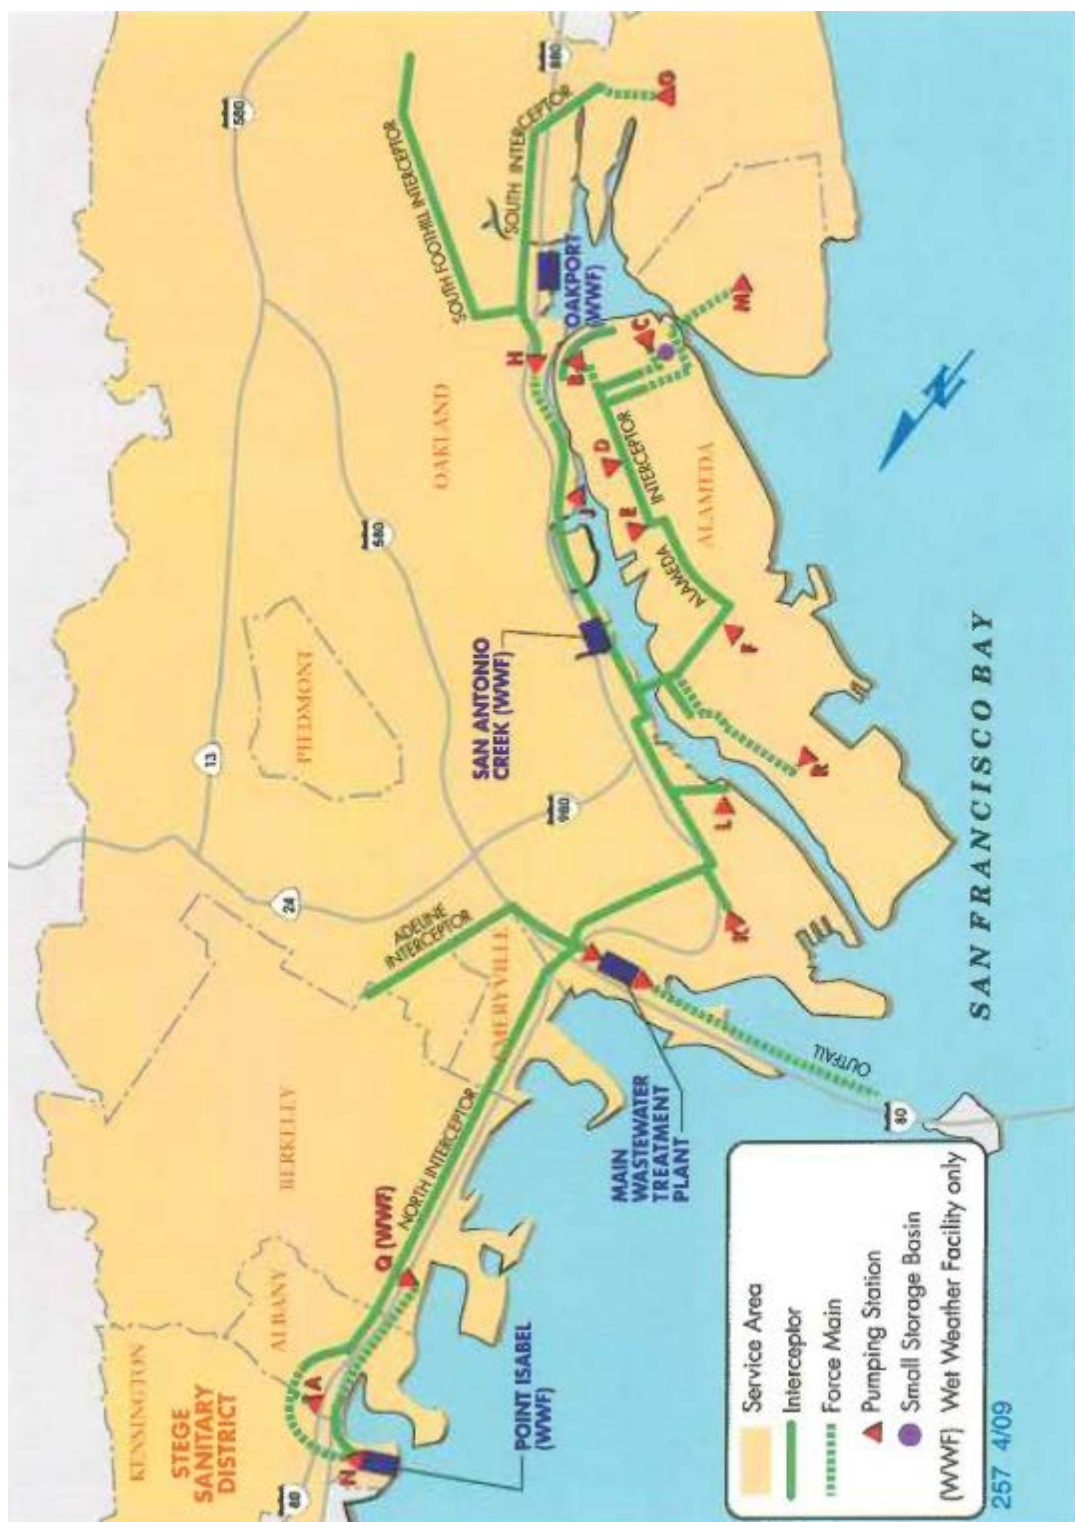 KENSINGTON
STEGE
SANITARY
DISTRICT
ALBANY
BERKELLY
ADELINE
INTERCEPTOR
24
13
PIEDMONT
580
580
OAKLAND
SOUTH FOOTHILL INTERCEPTOR
SOUTH INTERCEPTOR
880
G
80
N
A
Q (WWF)
NORTH INTERCEPTOR
EMERYVILLE
980
SAN ANTONIO
CREEK (WWF)
J
H
OAKPORT
(WWF)
B
C
M
D
E
INTERCEPTOR
ALAMEDA
ALAMEDA
F
R
L
K
POINT ISABEL
(WWF)
MAIN
WASTEWATER
TREATMENT
PLANT
OUTFALL
80
SAN FRANCISCO BAY
N
Service Area
Interceptor
Force Main
Pumping Station
Small Storage Basin
(WWF) Wet Weather Facility only
257 4/09